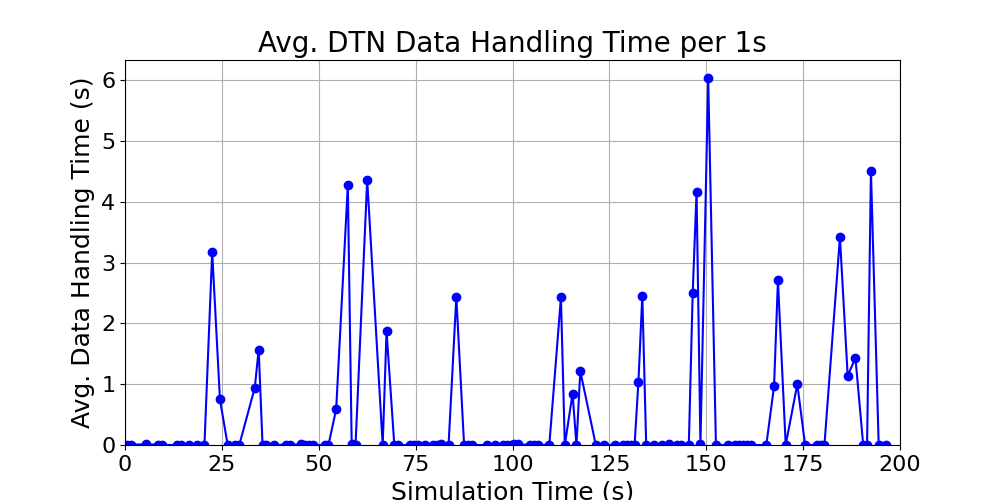 Avg. DTN Data Handling Time per 1s
Avg. Data Handling Time (s)
6
5
4
3
2
1
0
0 25 50 75 100 125 150 175 200
Simulation Time (s)